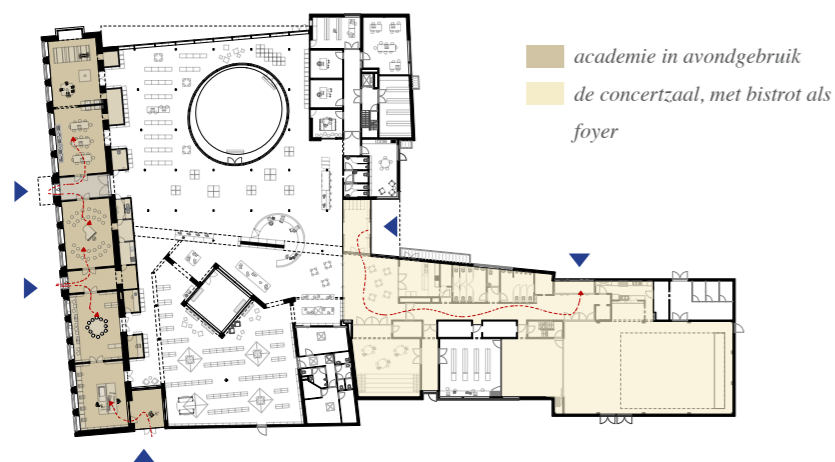 academie in avondgebruik
de concertzaal, met bistrot als
foyer